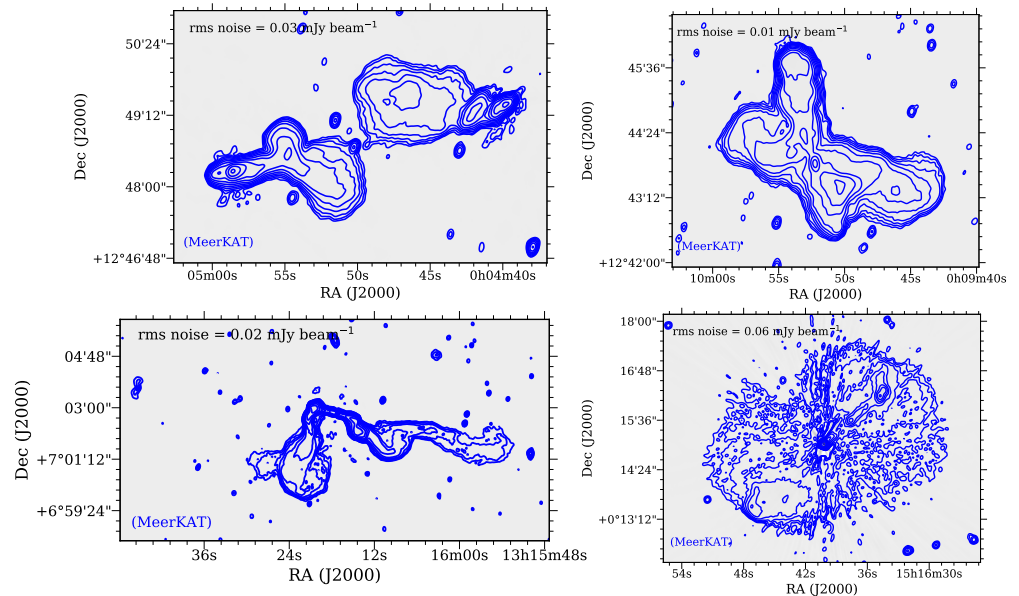 rms noise = 0.03 mJy beam−1
50'24"
49'12"
48'00"
+12°46'48"
Dec (J2000)
(MeerKAT)
05m00s 55s 50s 45s 0h04m40s
RA (J2000)
rms noise = 0.01 mJy beam−1
45'36"
44'24"
43'12"
+12°42'00"
Dec (J2000)
(MeerKAT)
10m00s 55s 50s 45s 0h09m40s
RA (J2000)
rms noise = 0.02 mJy beam−1
04'48"
03'00"
+7°01'12"
+6°59'24"
Dec (J2000)
(MeerKAT)
36s 24s 12s 16m00s 13h15m48s
RA (J2000)
rms noise = 0.06 mJy beam−1
18'00"
16'48"
15'36"
14'24"
+0°13'12"
Dec (J2000)
(MeerKAT)
54s 48s 42s 36s 15h16m30s
RA (J2000)